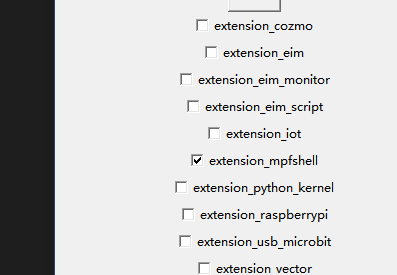 extension_cozmo
extension_eim
extension_eim_monitor
extension_eim_script
extension_iot
extension_mpfshell
extension_python_kernel
extension_raspberrypi
extension_usb_microbit
extension_vector